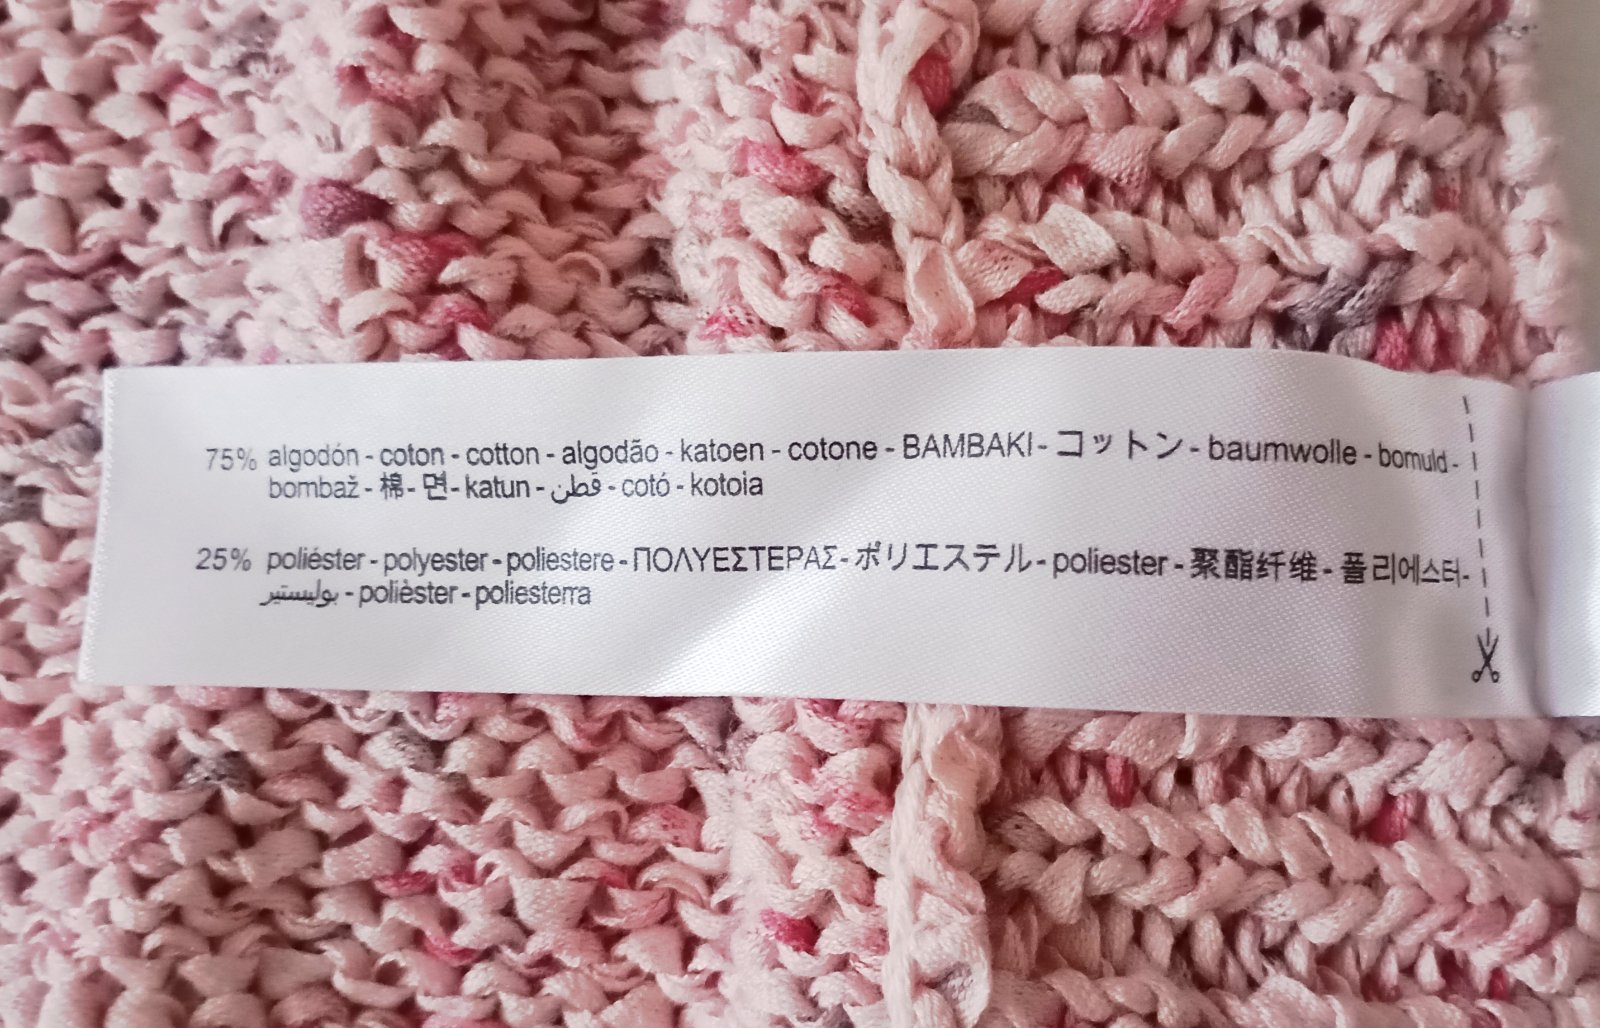 75% algodón - coton - cotton - algodão - katoen - cotone - BAMBAKI - コットン - baumwolle - bomuld -
bombaž - 棉 - 면 - katun - قطن - cotó - kotoia
25% poliéster - polyester - poliestere - ΠΟΛΥΕΣΤΕΡΑΣ - ポリエステル - poliester - 聚酯纤维 - 폴리에스터 -
بوليستير - polièster - poliesterra